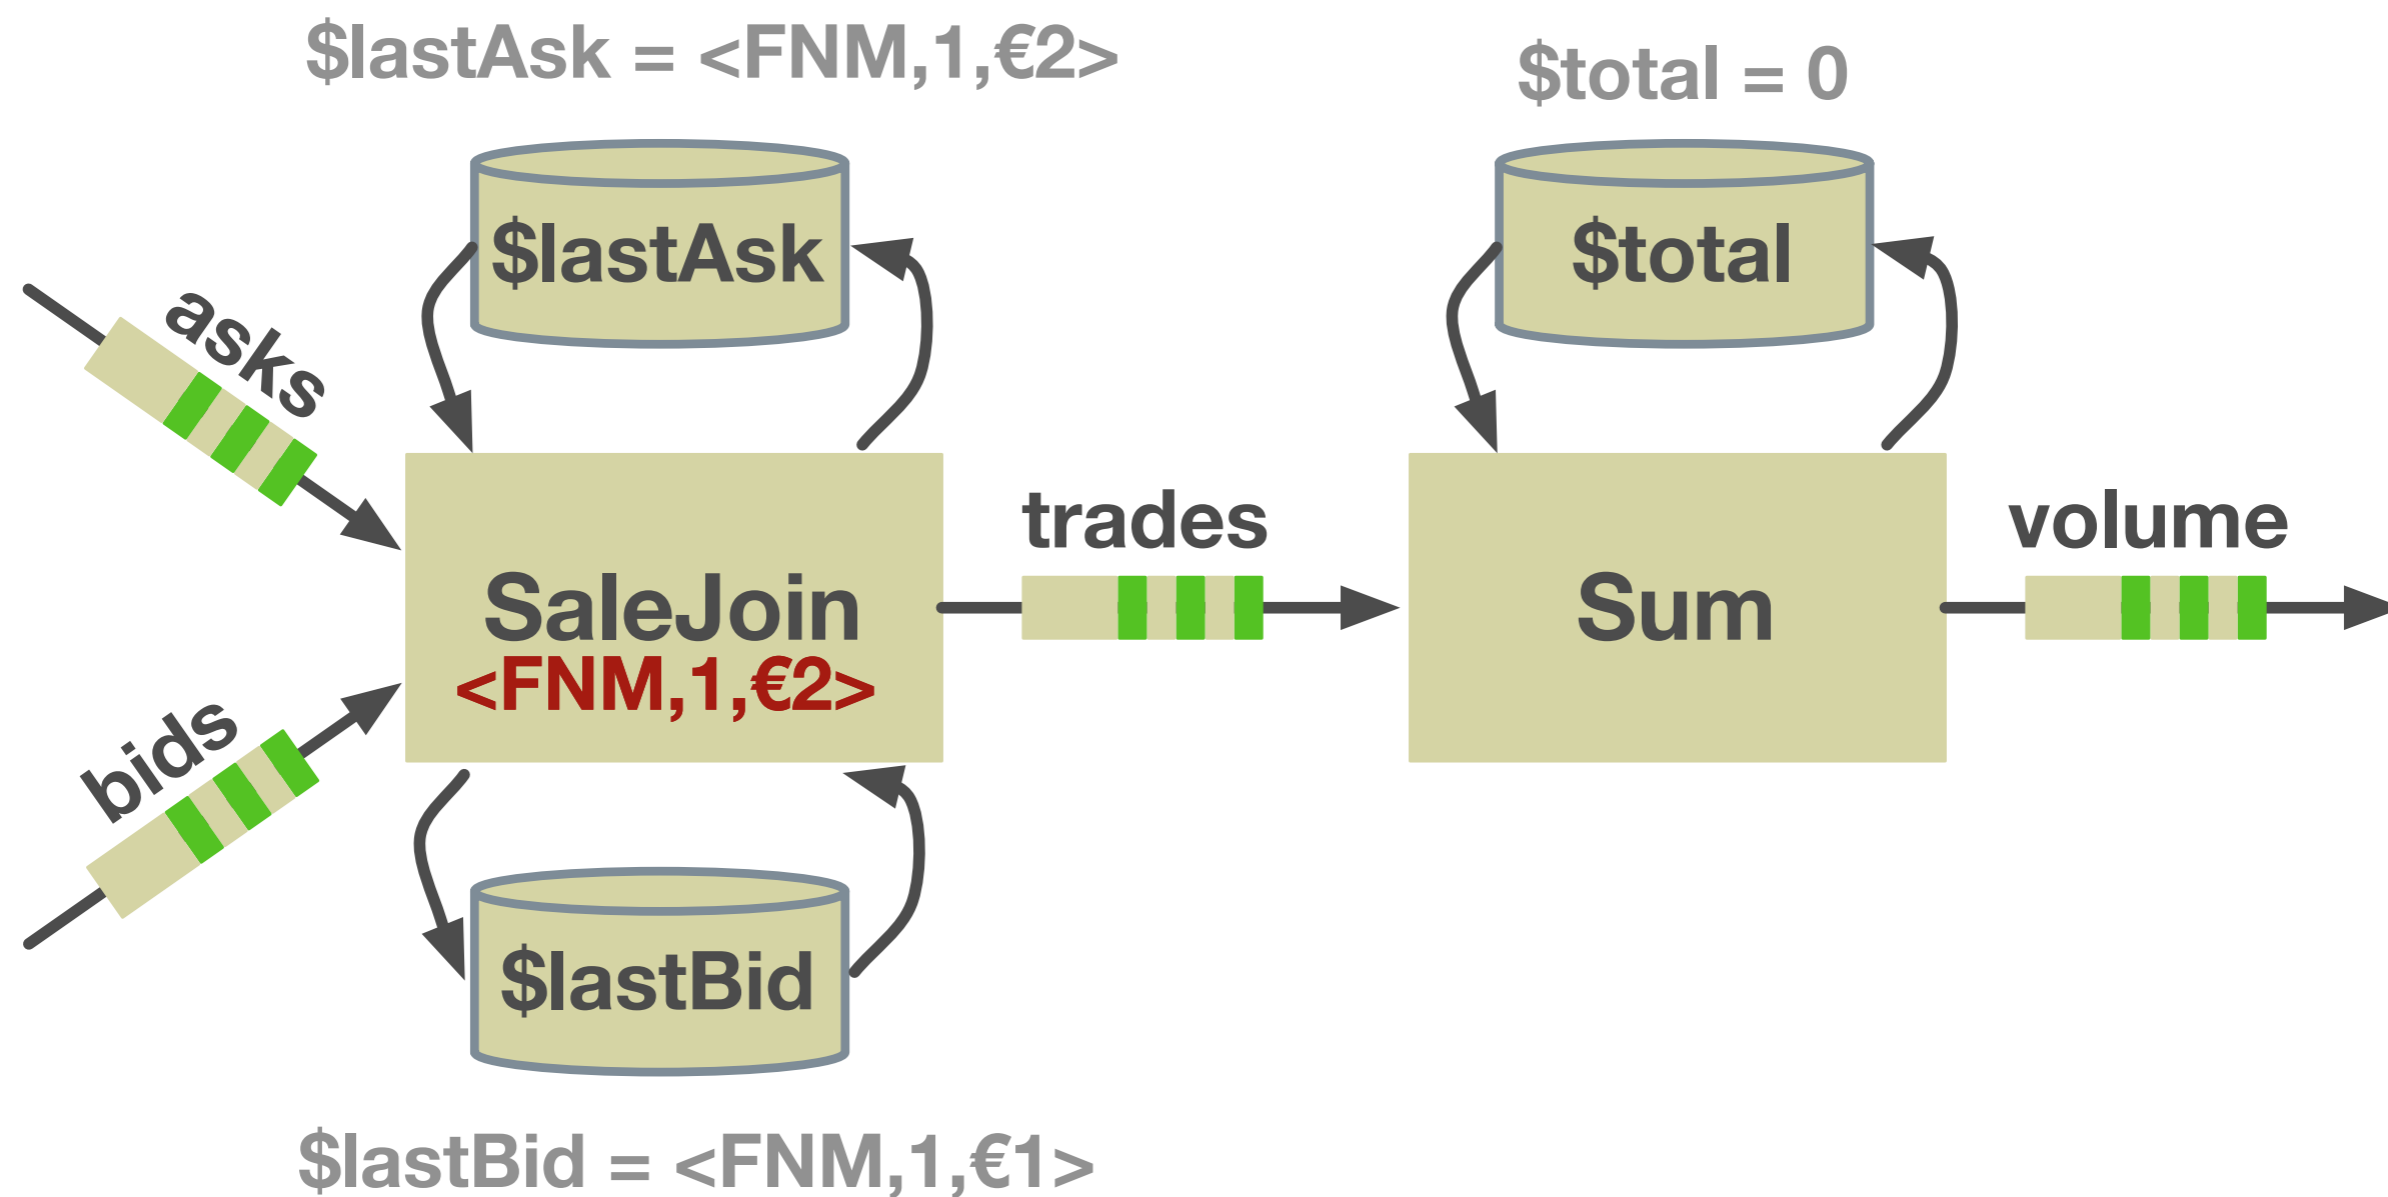 $lastAsk = <FNM,1,€2>
$total = 0
$lastAsk
$total
asks
trades
volume
SaleJoin
<FNM,1,€2>
Sum
bids
$lastBid
$lastBid = <FNM,1,€1>